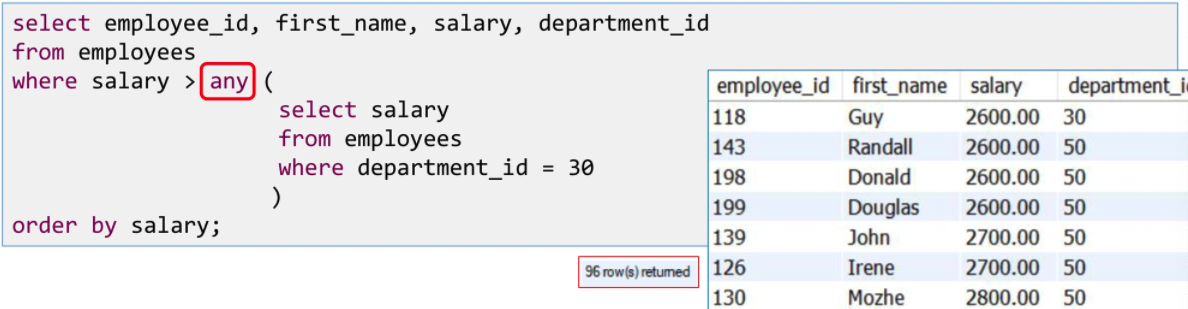 select employee_id, first_name, salary, department_id
from employees
where salary > any (
select salary
from employees
where department_id = 30
)
order by salary;
96 row(s) returned
employee_id first_name salary department_i
118 Guy 2600.00 30
143 Randall 2600.00 50
198 Donald 2600.00 50
199 Douglas 2600.00 50
139 John 2700.00 50
126 Irene 2700.00 50
130 Mozhe 2800.00 50